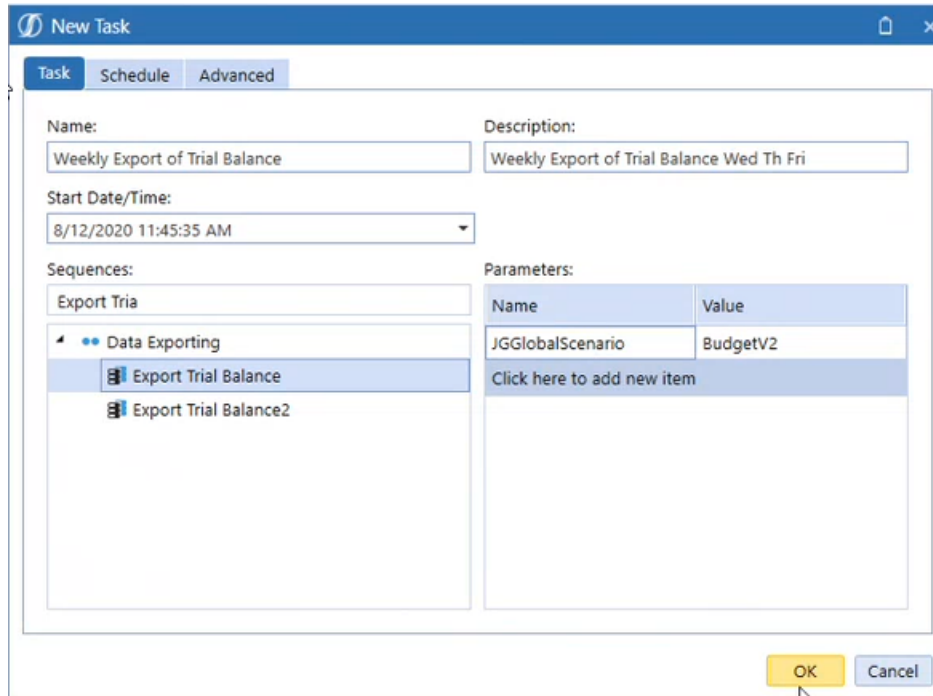 New Task
Task Schedule Advanced
Name: Description:
Weekly Export of Trial Balance Weekly Export of Trial Balance Wed Th Fri
Start Date/Time:
8/12/2020 11:45:35 AM
Sequences: Parameters:
Export Tria
Name Value
Data Exporting
JGGlobalScenario BudgetV2
Export Trial Balance
Click here to add new item
Export Trial Balance2
OK Cancel